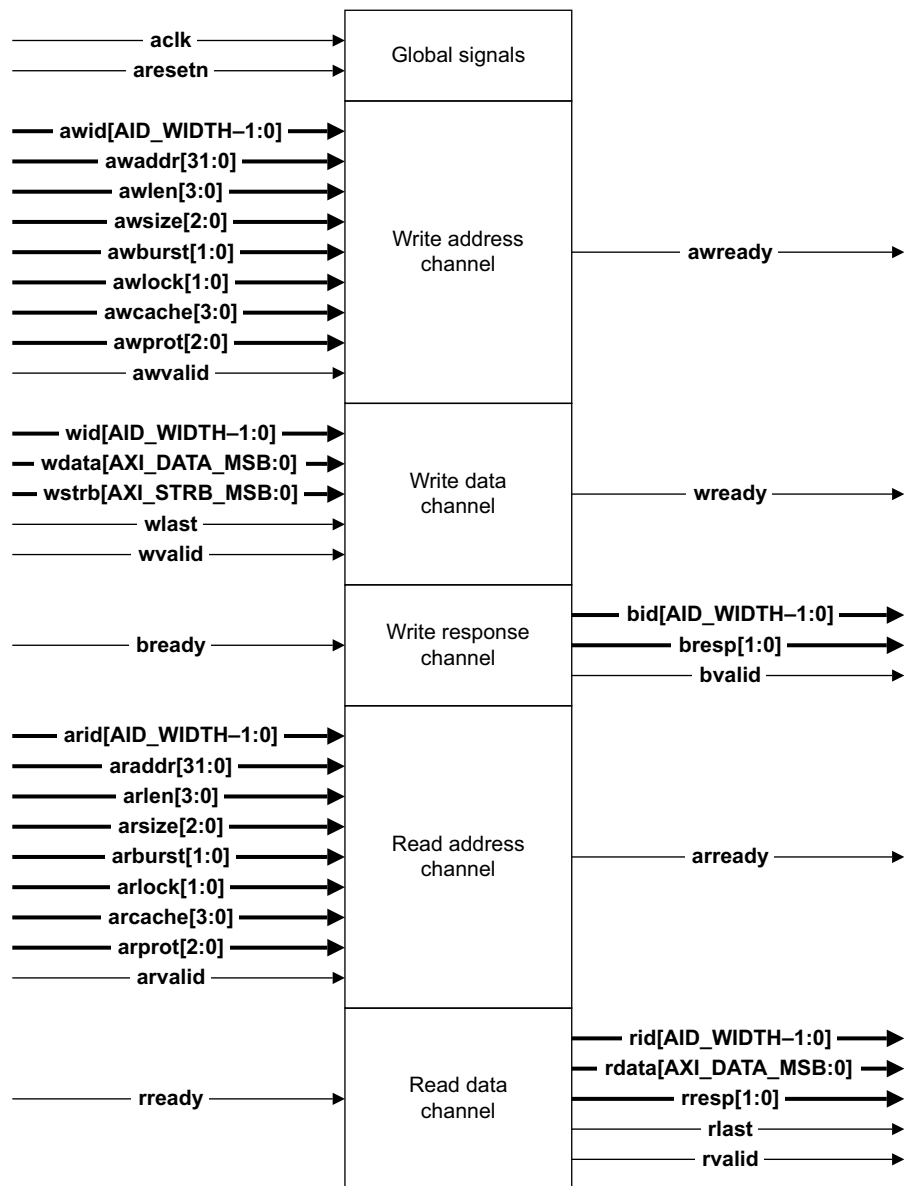 aclk
aresetn
Global signals
awid[AID_WIDTH–1:0]
awaddr[31:0]
awlen[3:0]
awsize[2:0]
awburst[1:0]
awlock[1:0]
awcache[3:0]
awprot[2:0]
awvalid
Write address
channel
awready
wid[AID_WIDTH–1:0]
wdata[AXI_DATA_MSB:0]
wstrb[AXI_STRB_MSB:0]
wlast
wvalid
Write data
channel
wready
bready
Write response
channel
bid[AID_WIDTH–1:0]
bresp[1:0]
bvalid
arid[AID_WIDTH–1:0]
araddr[31:0]
arlen[3:0]
arsize[2:0]
arburst[1:0]
arlock[1:0]
arcache[3:0]
arprot[2:0]
arvalid
Read address
channel
arready
rready
Read data
channel
rid[AID_WIDTH–1:0]
rdata[AXI_DATA_MSB:0]
rresp[1:0]
rlast
rvalid